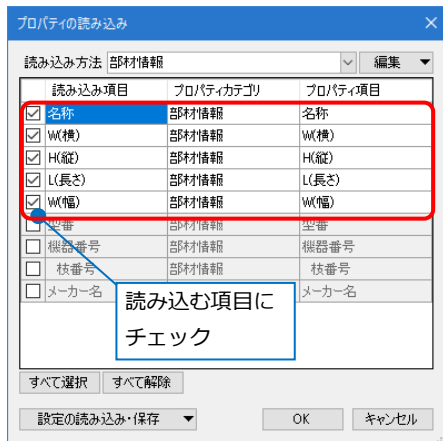 プロパティの読み込み
読み込み方法 部材情報 編集
読み込み項目 プロパティカテゴリ プロパティ項目
名称 部材情報 名称
W(横) 部材情報 W(横)
H(縦) 部材情報 H(縦)
L(長さ) 部材情報 L(長さ)
W(幅) 部材情報 W(幅)
型番 部材情報 型番
機器番号 部材情報 機器番号
枝番号 部材情報 枝番号
メーカー名 メーカー名
読み込む項目に
チェック
すべて選択 すべて解除
設定の読み込み・保存 OK キャンセル